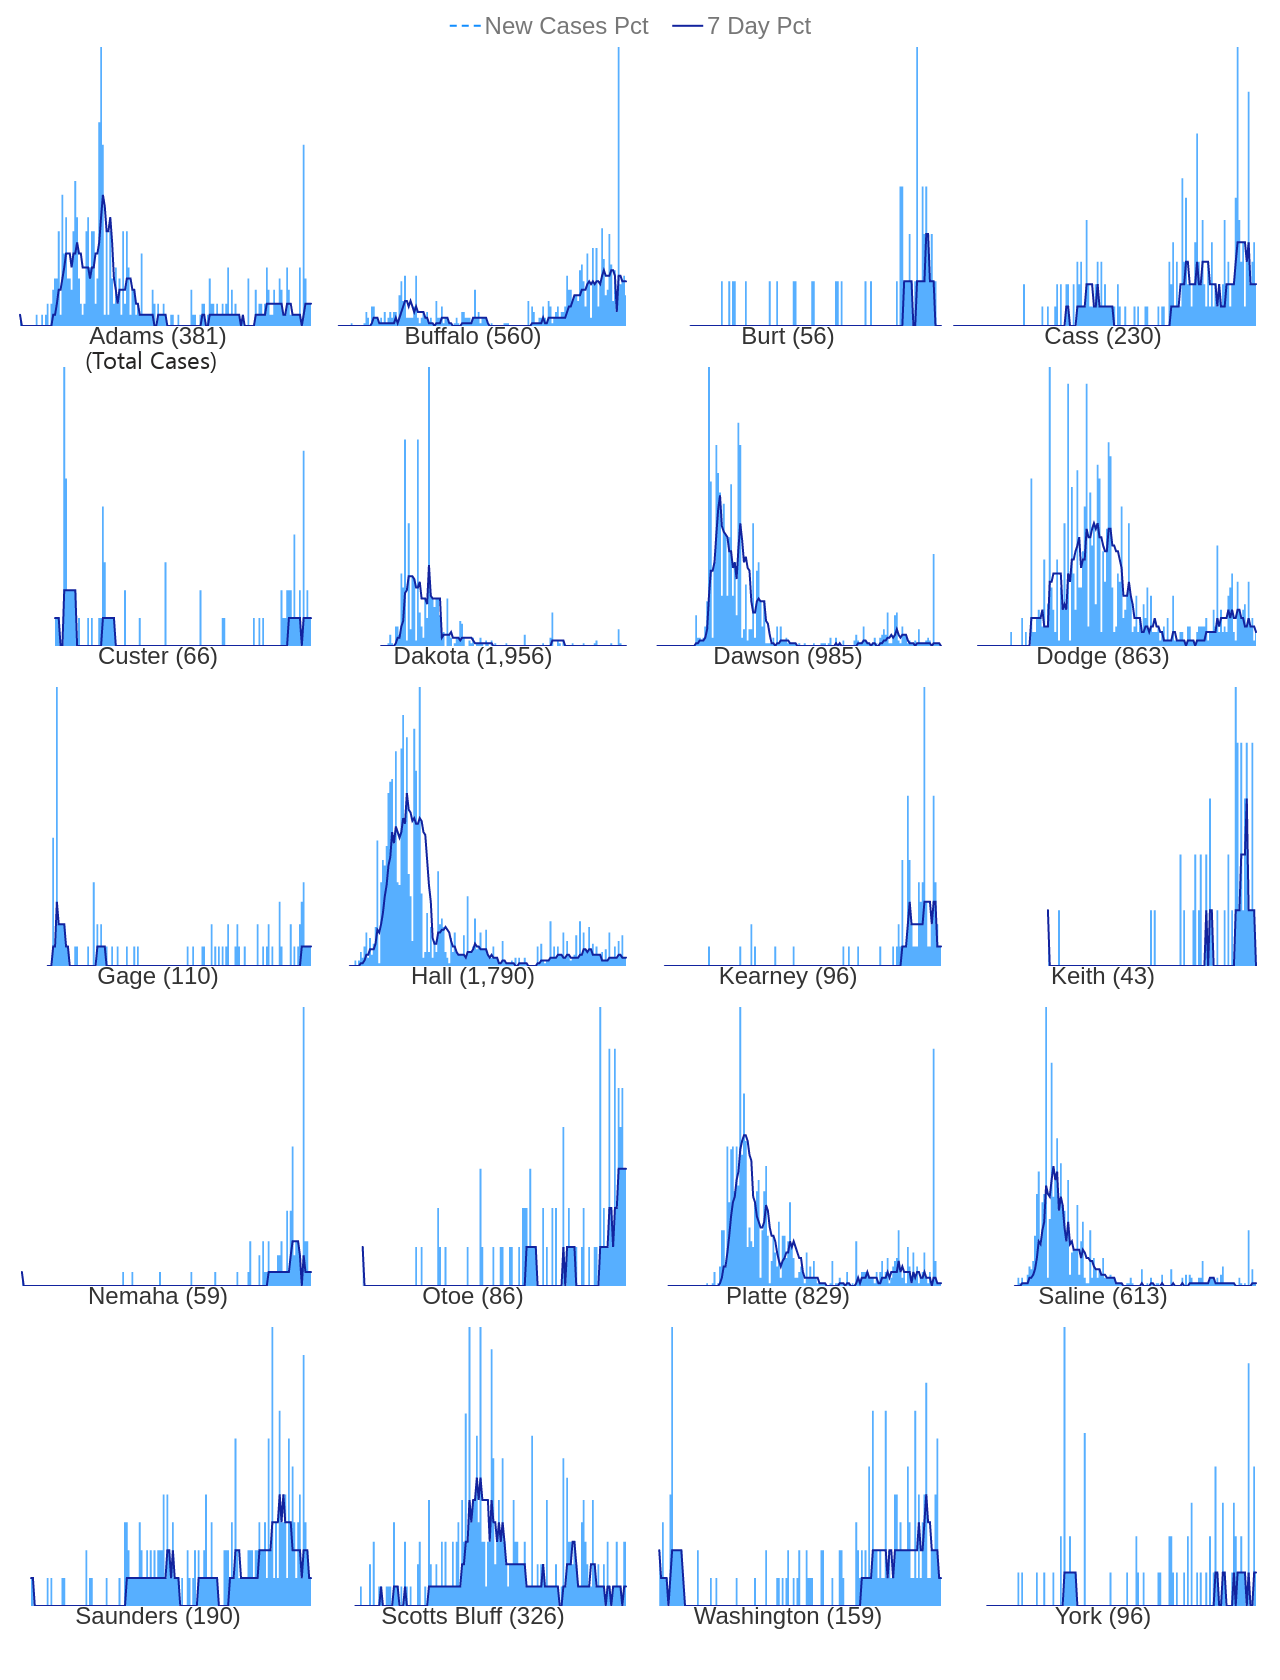 New Cases Pct 7 Day Pct
Adams (381) Buffalo (560) Burt (56) Cass (230)
(Total Cases)
Custer (66) Dakota (1,956) Dawson (985) Dodge (863)
Gage (110) Hall (1,790) Kearney (96) Keith (43)
Nemaha (59) Otoe (86) Platte (829) Saline (613)
Saunders (190) Scotts Bluff (326) Washington (159) York (96)